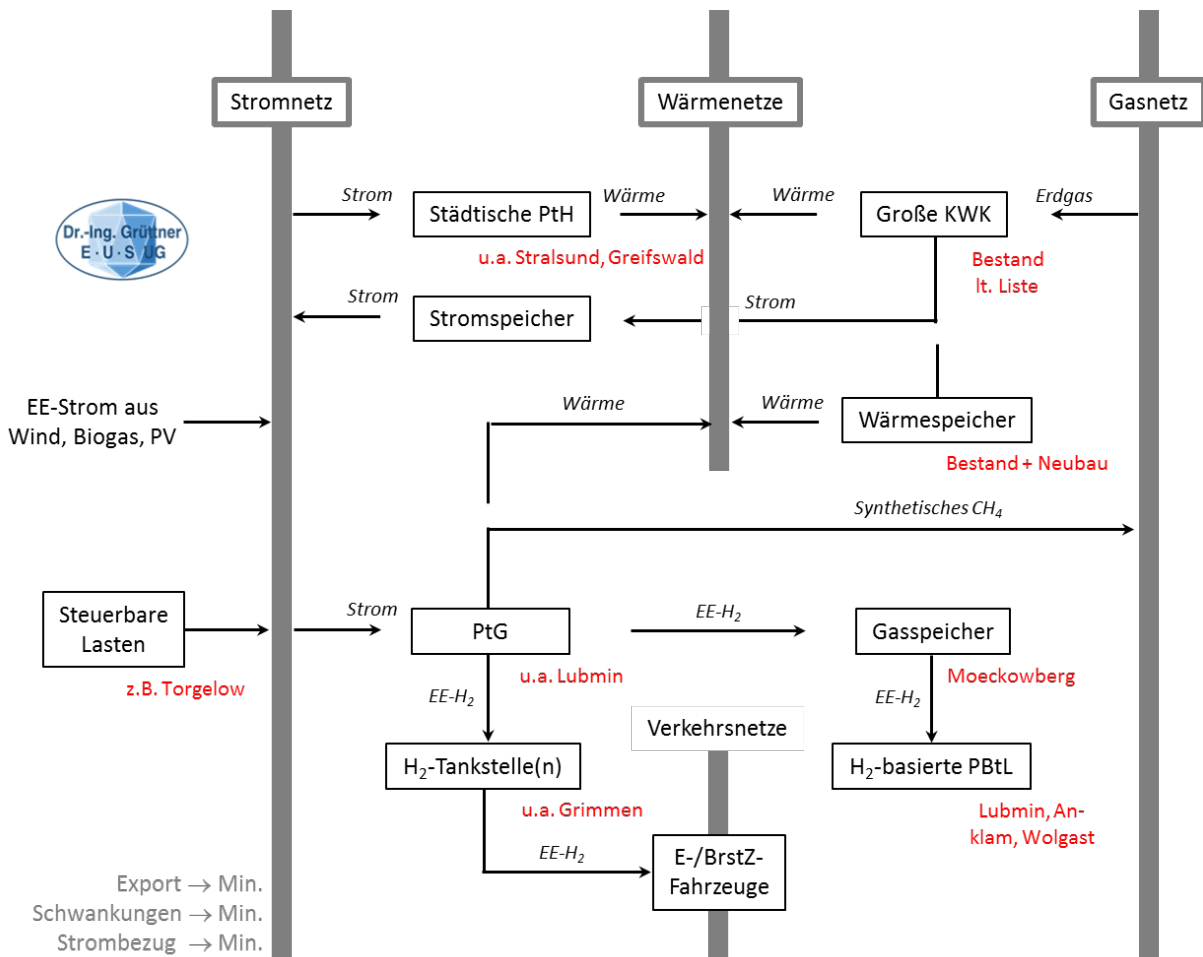 Stromnetz
Wärmenetze
Gasnetz
Strom
Städtische PtH
Wärme
Wärme
Große KWK
Erdgas
Dr.-Ing. Grüttner
E · U · S UG
u.a. Stralsund, Greifswald
Bestand
lt. Liste
Strom
Stromspeicher
Strom
EE-Strom aus
Wind, Biogas, PV
Wärme
Wärme
Wärmespeicher
Bestand + Neubau
Synthetisches CH₄
Steuerbare
Lasten
Strom
PtG
EE-H₂
Gasspeicher
z.B. Torgelow
u.a. Lubmin
Moeckowberg
EE-H₂
EE-H₂
Verkehrsnetze
H₂-Tankstelle(n)
H₂-basierte PBtL
u.a. Grimmen
Lubmin, An-
klam, Wolgast
EE-H₂
E-/BrstZ-
Fahrzeuge
Export → Min.
Schwankungen → Min.
Strombezug → Min.